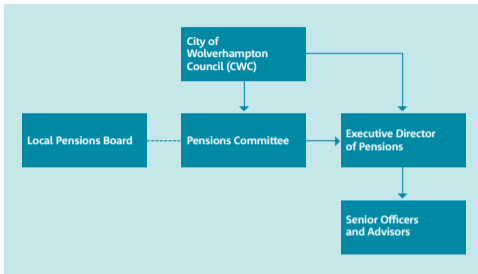 City of
Wolverhampton
Council (CWC)
Local Pensions Board
Pensions Committee
Executive Director
of Pensions
Senior Officers
and Advisors